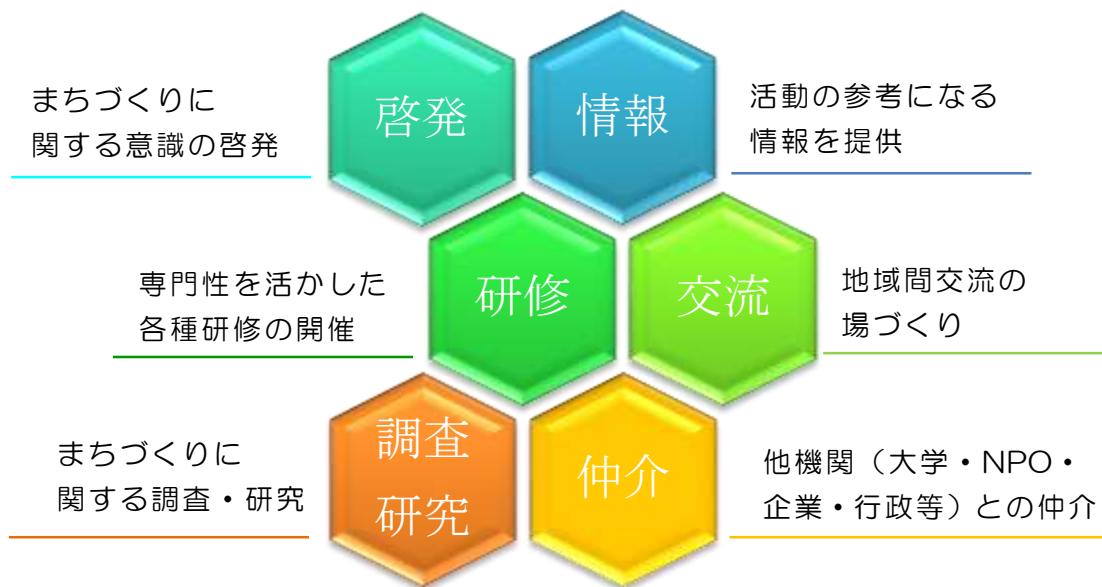 まちづくりに
関する意識の啓発
啓発
情報
活動の参考になる
情報を提供
専門性を活かした
各種研修の開催
研修
交流
地域間交流の
場づくり
まちづくりに
関する調査・研究
調査
研究
仲介
他機関（大学・NPO・
企業・行政等）との仲介